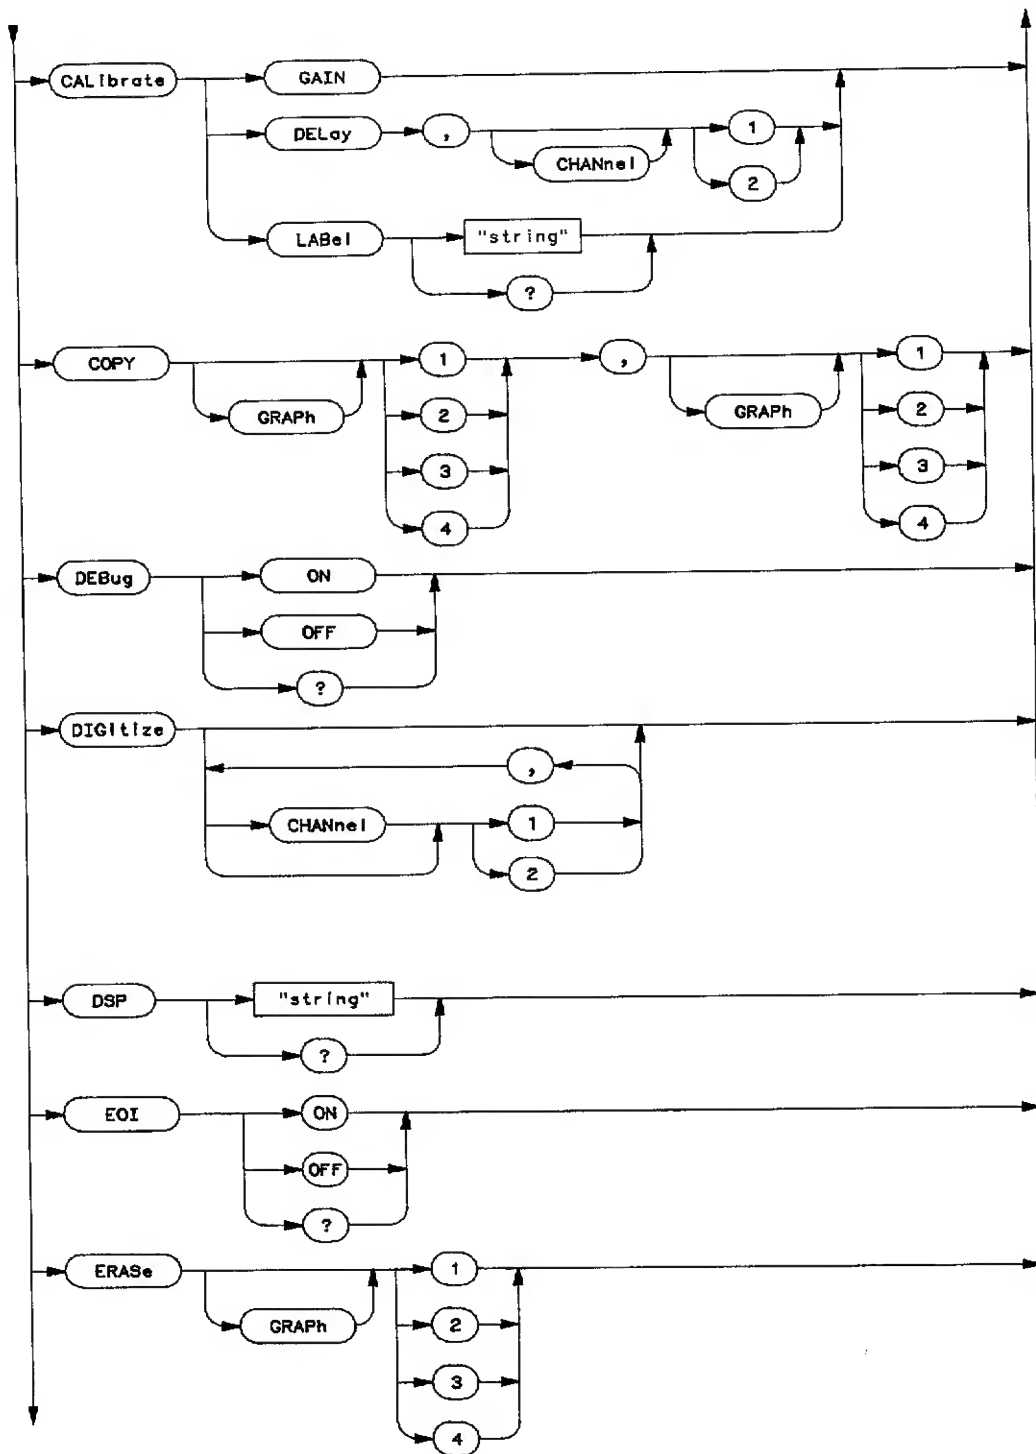 CALibrate GAIN
DELay , CHANnel 1
2
LABel "string"
?
COPY GRAPh 1 , GRAPh 1
2 2
3 3
4 4
DEBug ON
OFF
?
DIGitize
,
CHANnel 1
2
DSP "string"
?
EOI ON
OFF
?
ERASe GRAPh 1
2
3
4